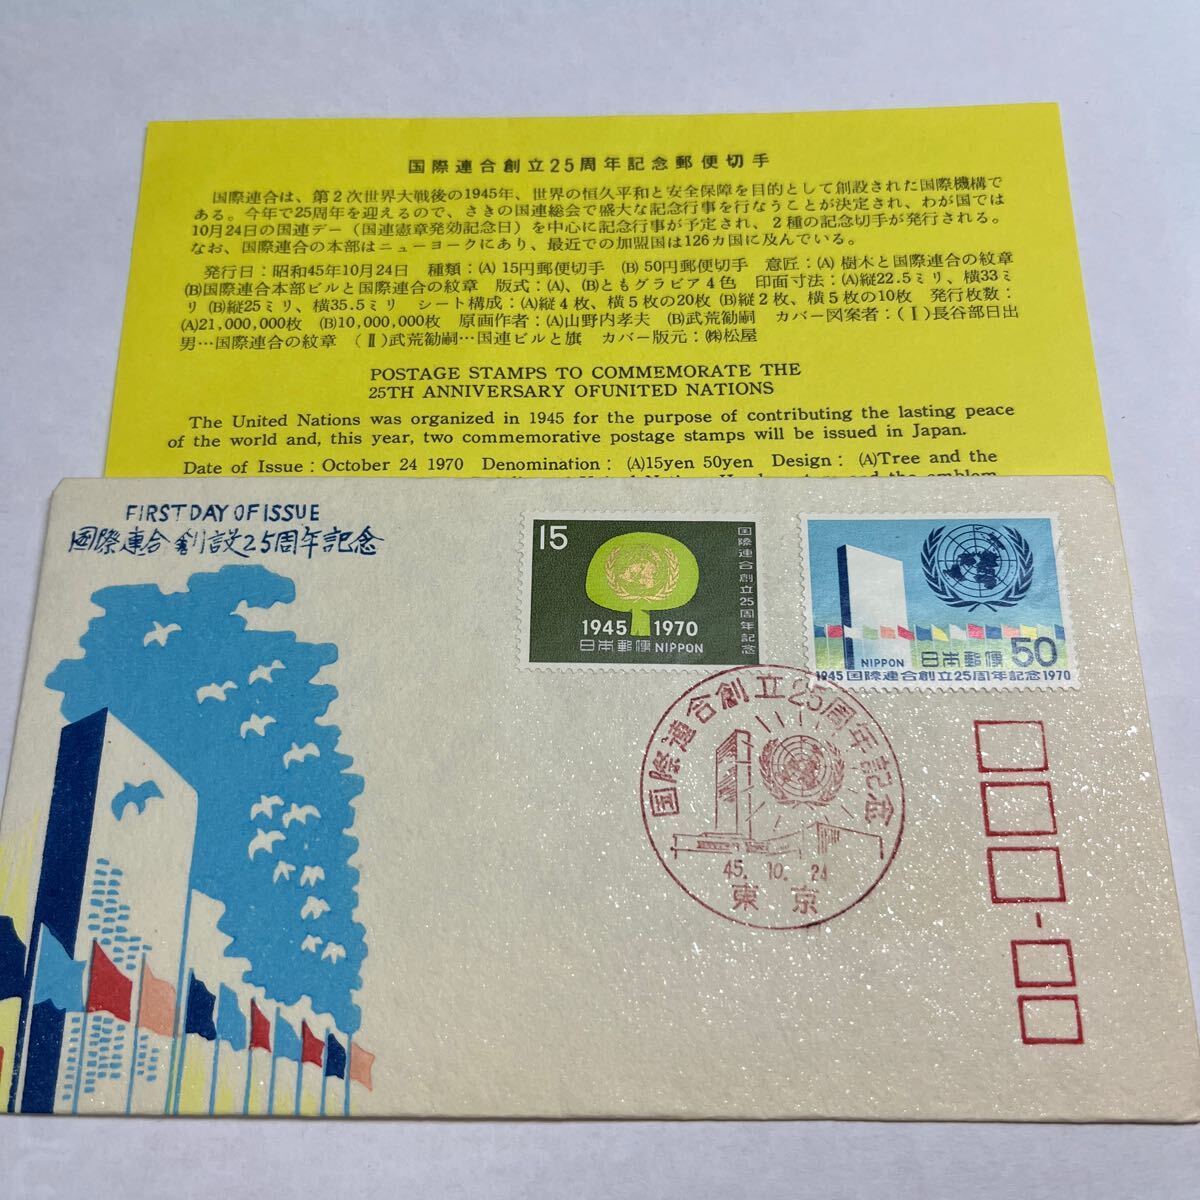 国際連合創立25周年記念郵便切手
国際連合は、第2次世界大戦後の1945年、世界の恒久平和と安全保障を目的として創設された国際機構で
ある。今年で25周年を迎えるので、さきの国連総会で盛大な記念行事を行なうことが決定され、わが国では
10月24日の国連デー(国連憲章発効記念日)を中心に記念行事が予定され、2種の記念切手が発行される。
なお、国際連合の本部はニューヨークにあり、最近での加盟国は126カ国に及んでいる。
発行日:昭和45年10月24日 種類:(A) 15円郵便切手 (B) 50円郵便切手 意匠:(A) 樹木と国際連合の紋章
(B)国際連合本部ビルと国際連合の紋章 版式:(A)、(B)ともグラビア4色 印面寸法:(A)縦22.5ミリ、横33ミ
リ (B)縦25ミリ、横35.5ミリ シート構成:(A)縦4枚、横5枚の20枚 (B)縦2枚、横5枚の10枚 発行枚数:
(A)21,000,000枚 (B)10,000,000枚 原画作者:(A)山野内孝夫 (B)武荒勧嗣 カバー図案者:(Ⅰ)長谷部日出
男…国際連合の紋章 (Ⅱ)武荒勧嗣…国連ビルと旗 カバー版元:㈱松屋
POSTAGE STAMPS TO COMMEMORATE THE
25TH ANNIVERSARY OFUNITED NATIONS
The United Nations was organized in 1945 for the purpose of contributing the lasting peace
of the world and, this year, two commemorative postage stamps will be issued in Japan.
Date of Issue : October 24 1970 Denomination : (A)15yen 50yen Design : (A)Tree and the
FIRST DAY OF ISSUE
国際連合創設25周年記念
15
国際連合創立25周年記念
1945 1970
日本郵便 NIPPON
NIPPON 日本郵便 50
1945 国際連合創立25周年記念 1970
国際連合創立25周年記念
45. 10. 24
東京